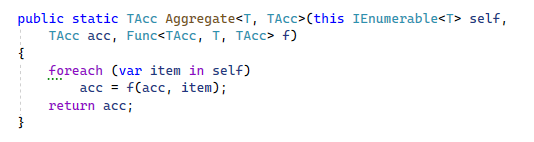 public static TAcc Aggregate<T, TAcc>(this IEnumerable<T> self,
    TAcc acc, Func<TAcc, T, TAcc> f)
{
    foreach (var item in self)
        acc = f(acc, item);
    return acc;
}